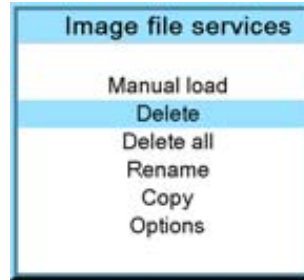 Image file services
Manual load
Delete
Delete all
Rename
Copy
Options